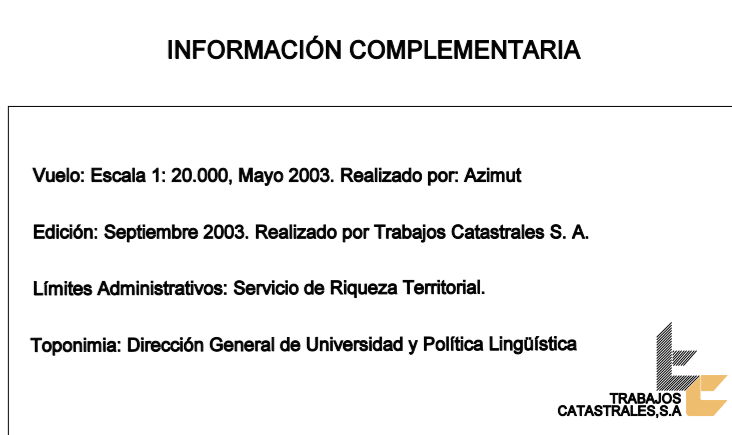 INFORMACIÓN COMPLEMENTARIA
Vuelo: Escala 1: 20.000, Mayo 2003. Realizado por: Azimut
Edición: Septiembre 2003. Realizado por Trabajos Catastrales S. A.
Límites Administrativos: Servicio de Riqueza Territorial.
Toponimia: Dirección General de Universidad y Política Lingüística
TRABAJOS
CATASTRALES,S.A